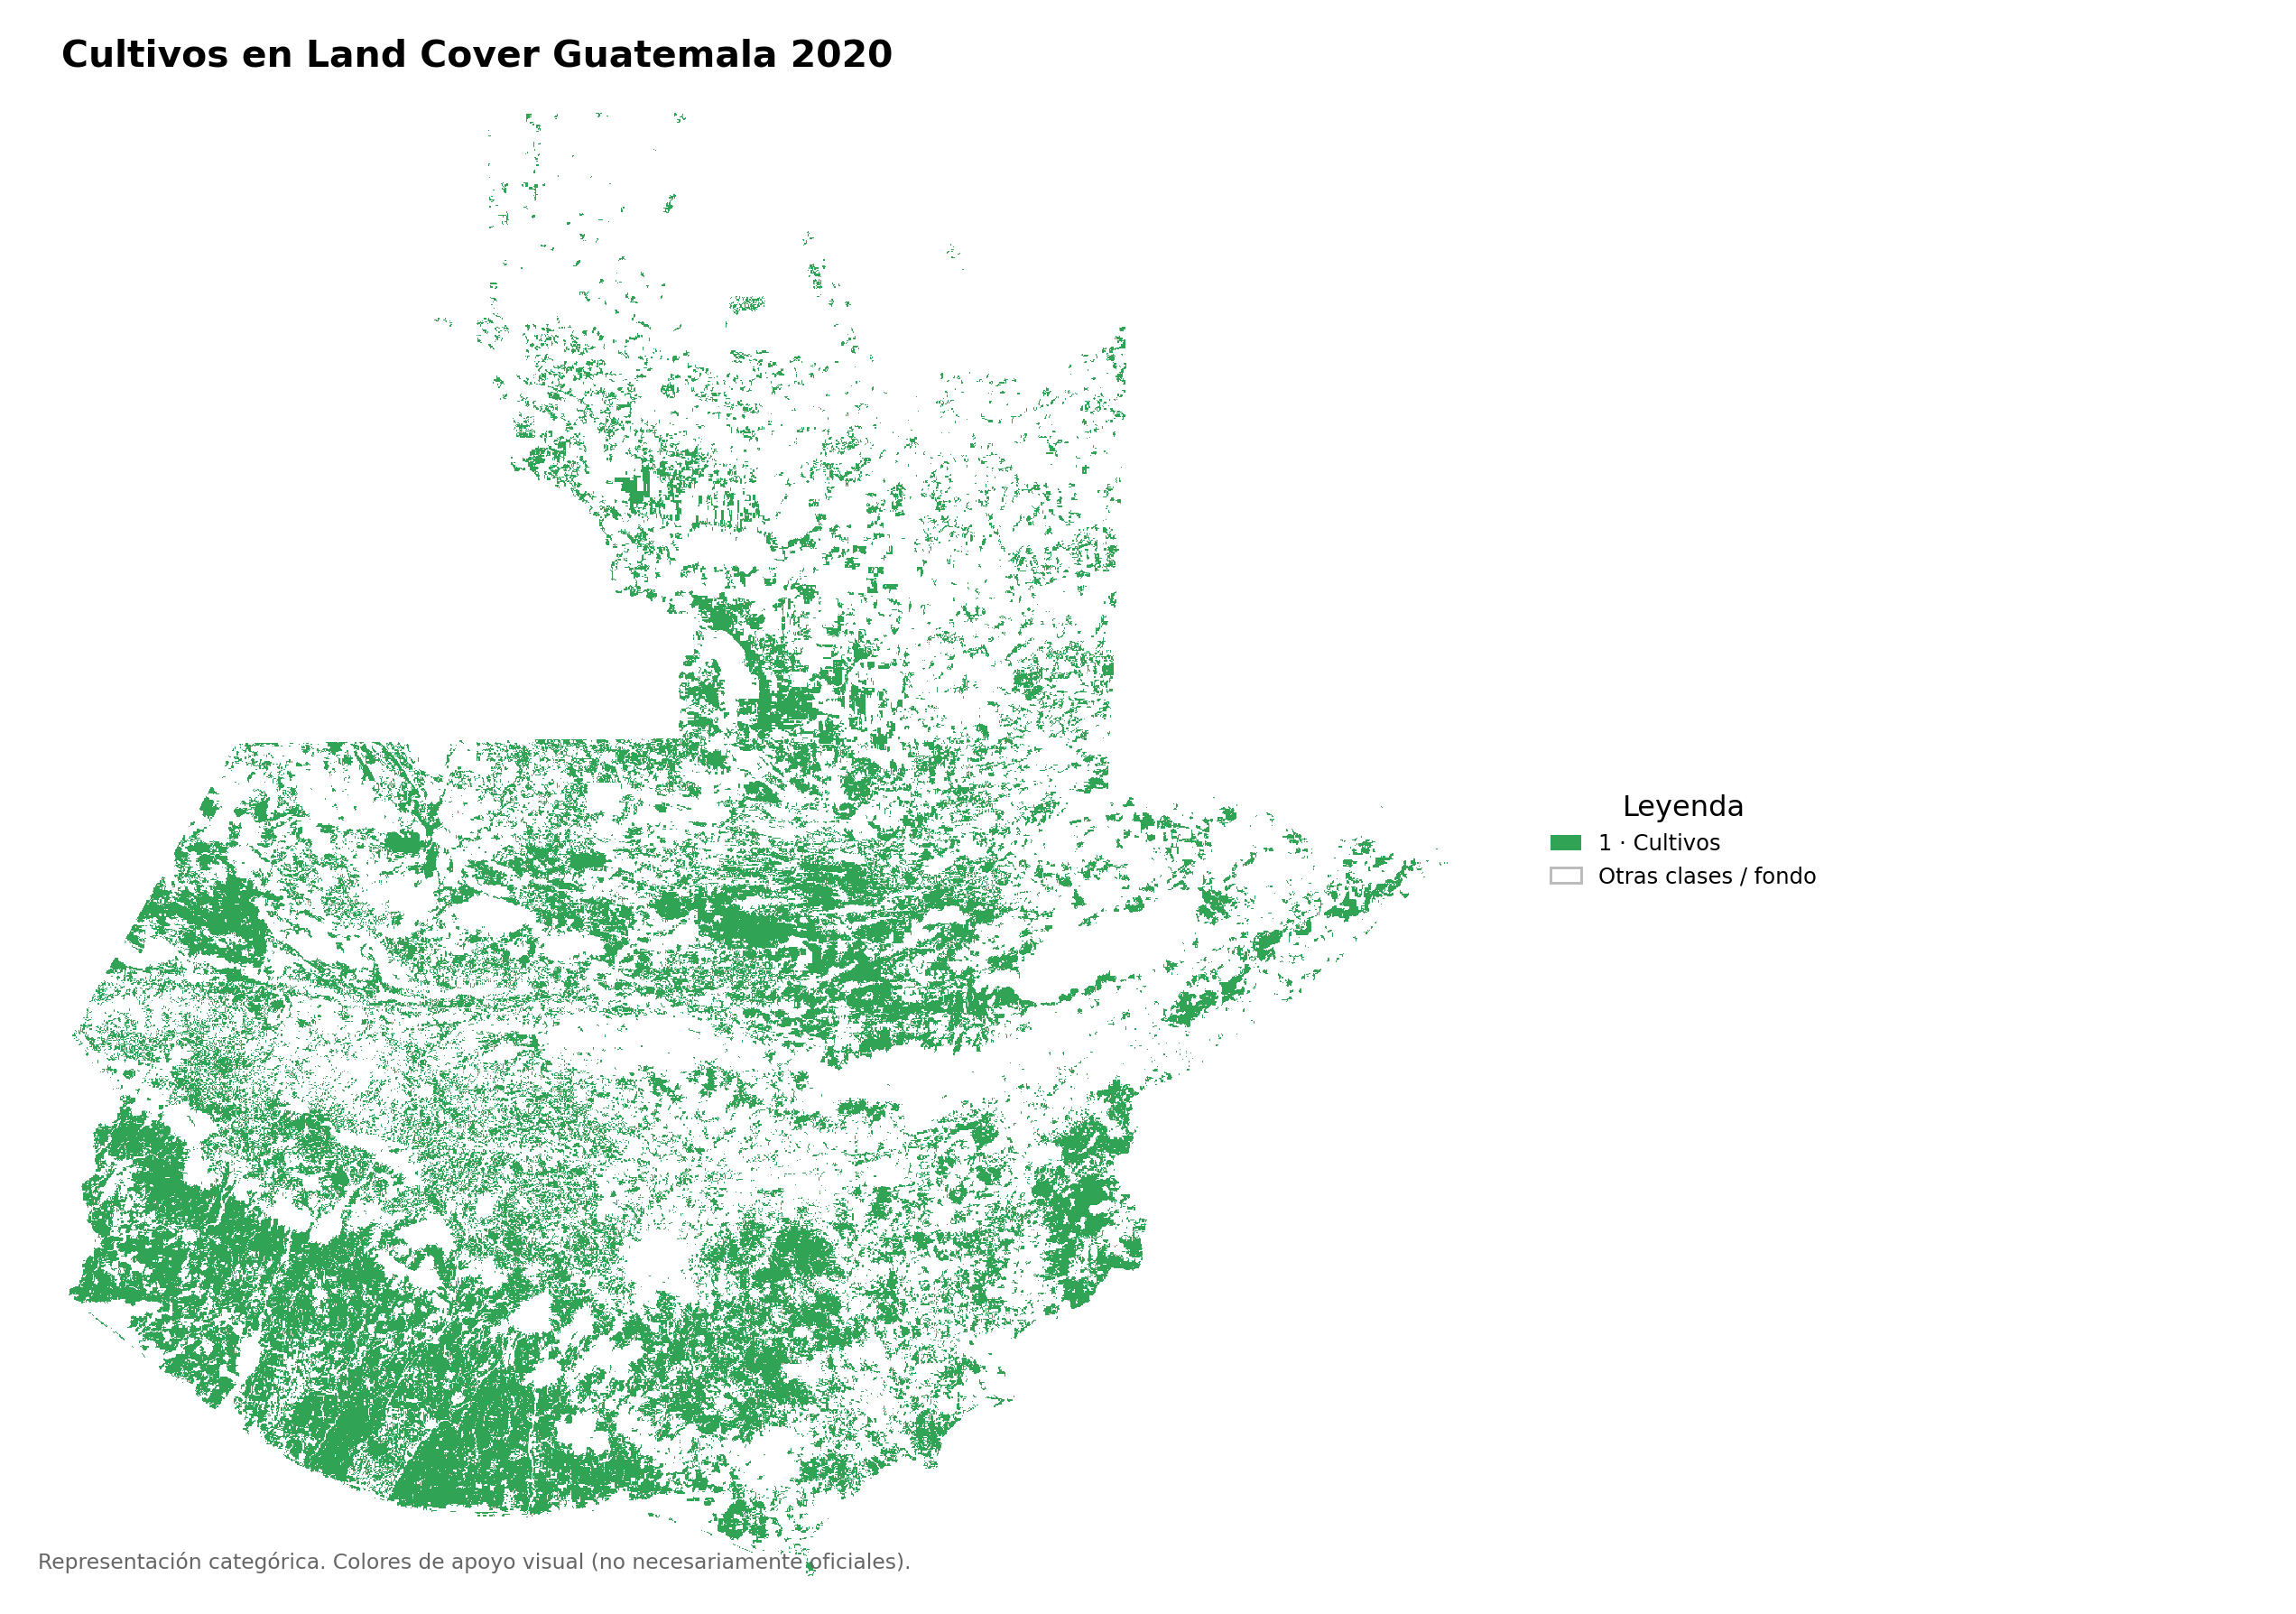 Cultivos en Land Cover Guatemala 2020
Leyenda
1 · Cultivos
Otras clases / fondo
Representación categórica. Colores de apoyo visual (no necesariamente oficiales).